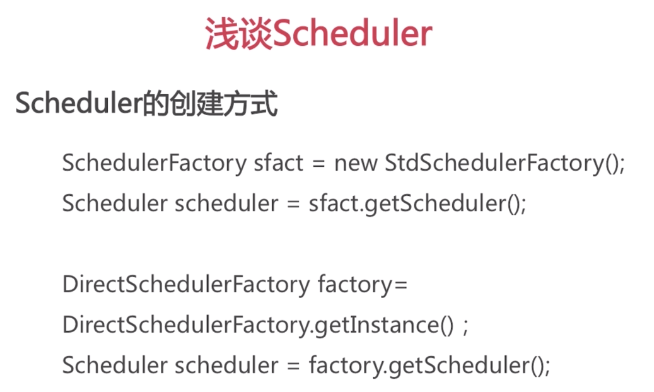 浅谈Scheduler
Scheduler的创建方式
SchedulerFactory sfact = new StdSchedulerFactory();
Scheduler scheduler = sfact.getScheduler();
DirectSchedulerFactory factory=
DirectSchedulerFactory.getInstance() ;
Scheduler scheduler = factory.getScheduler();